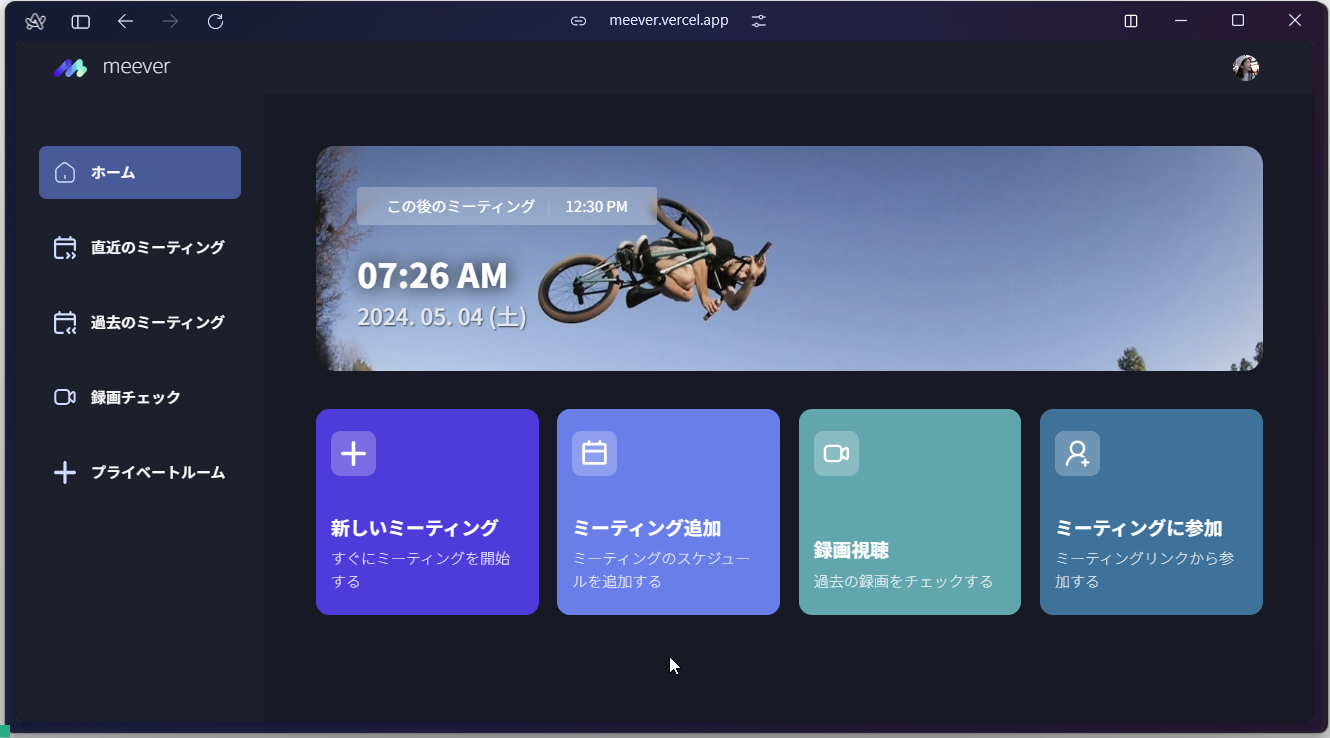 meever.vercel.app
meever
ホーム
直近のミーティング
過去のミーティング
録画チェック
プライベートルーム
この後のミーティング | 12:30 PM
07:26 AM
2024. 05. 04 (土)
新しいミーティング
すぐにミーティングを開始
する
ミーティング追加
ミーティングのスケジュー
ルを追加する
録画視聴
過去の録画をチェックする
ミーティングに参加
ミーティングリンクから参
加する